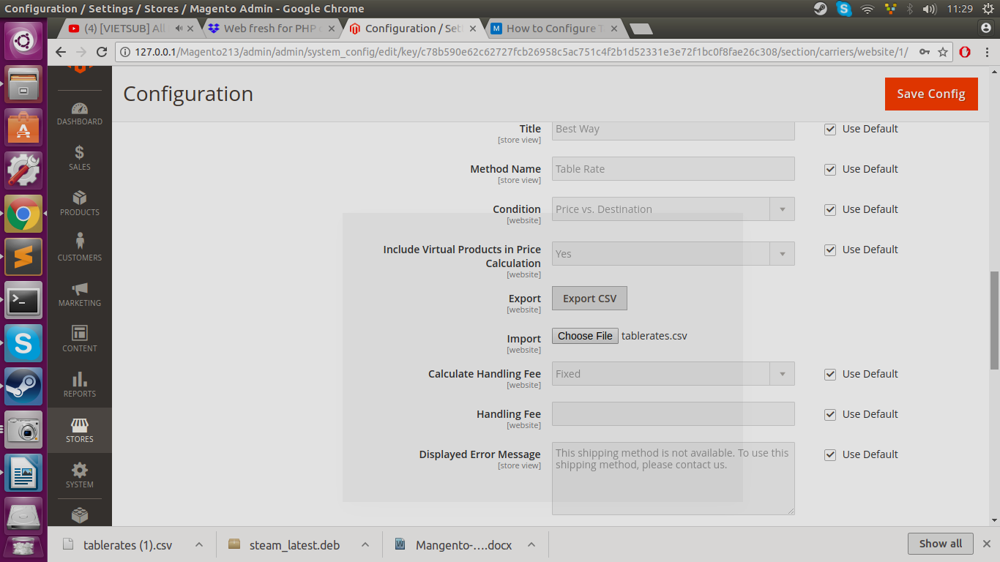 Configuration / Settings / Stores / Magento Admin - Google Chrome
11:29
(4) [VIETSUB] All
Web fresh for PHP
Configuration / Set
How to Configure T
127.0.0.1/Magento213/admin/admin/system_config/edit/key/c78b590e62c62727fcb26958c5ac751c4f2b1d52331e3e72f1bc0f8fae26c308/section/carriers/website/1/
Configuration
Save Config
DASHBOARD
SALES
PRODUCTS
CUSTOMERS
MARKETING
CONTENT
REPORTS
STORES
SYSTEM
Title
[store view]
Best Way
Use Default
Method Name
[store view]
Table Rate
Use Default
Condition
[website]
Price vs. Destination
Use Default
Include Virtual Products in Price
Calculation
[website]
Yes
Use Default
Export
[website]
Export CSV
Import
[website]
Choose File tablerates.csv
Calculate Handling Fee
[website]
Fixed
Use Default
Handling Fee
[website]
Use Default
Displayed Error Message
[store view]
This shipping method is not available. To use this
shipping method, please contact us.
Use Default
tablerates (1).csv
steam_latest.deb
Mangento-....docx
Show all